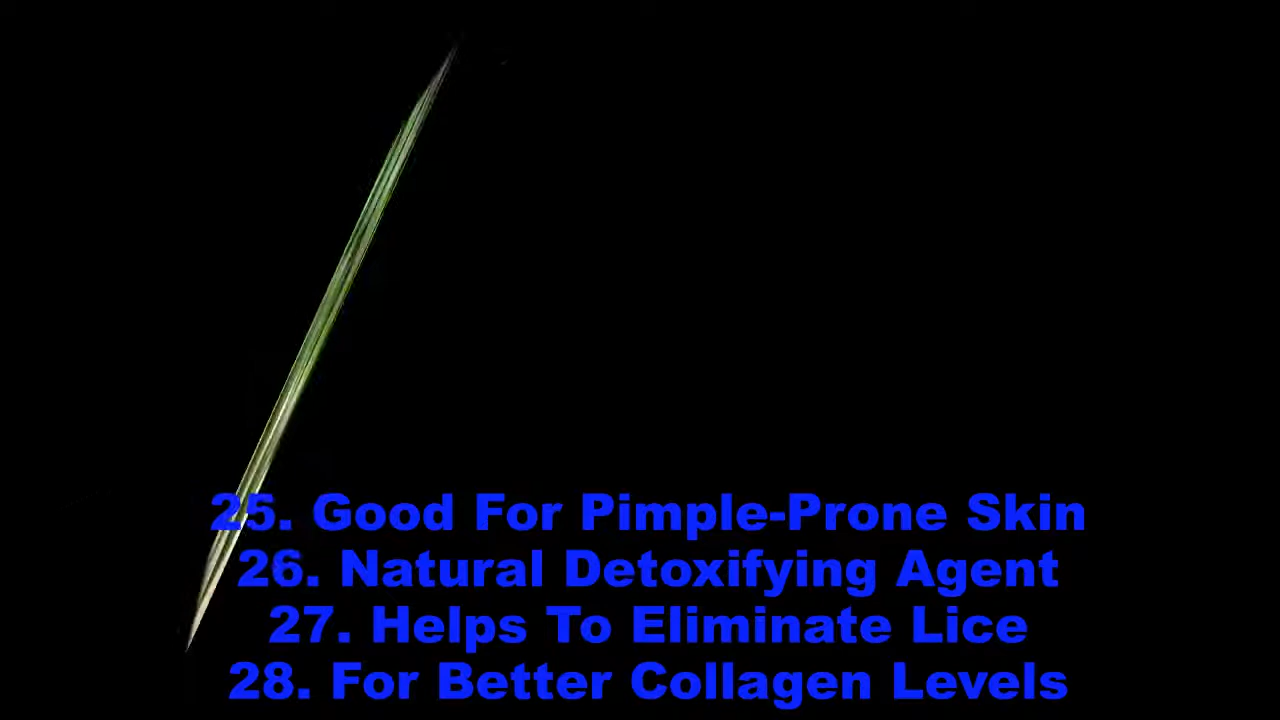 25. Good For Pimple-Prone Skin
26. Natural Detoxifying Agent
27. Helps To Eliminate Lice
28. For Better Collagen Levels